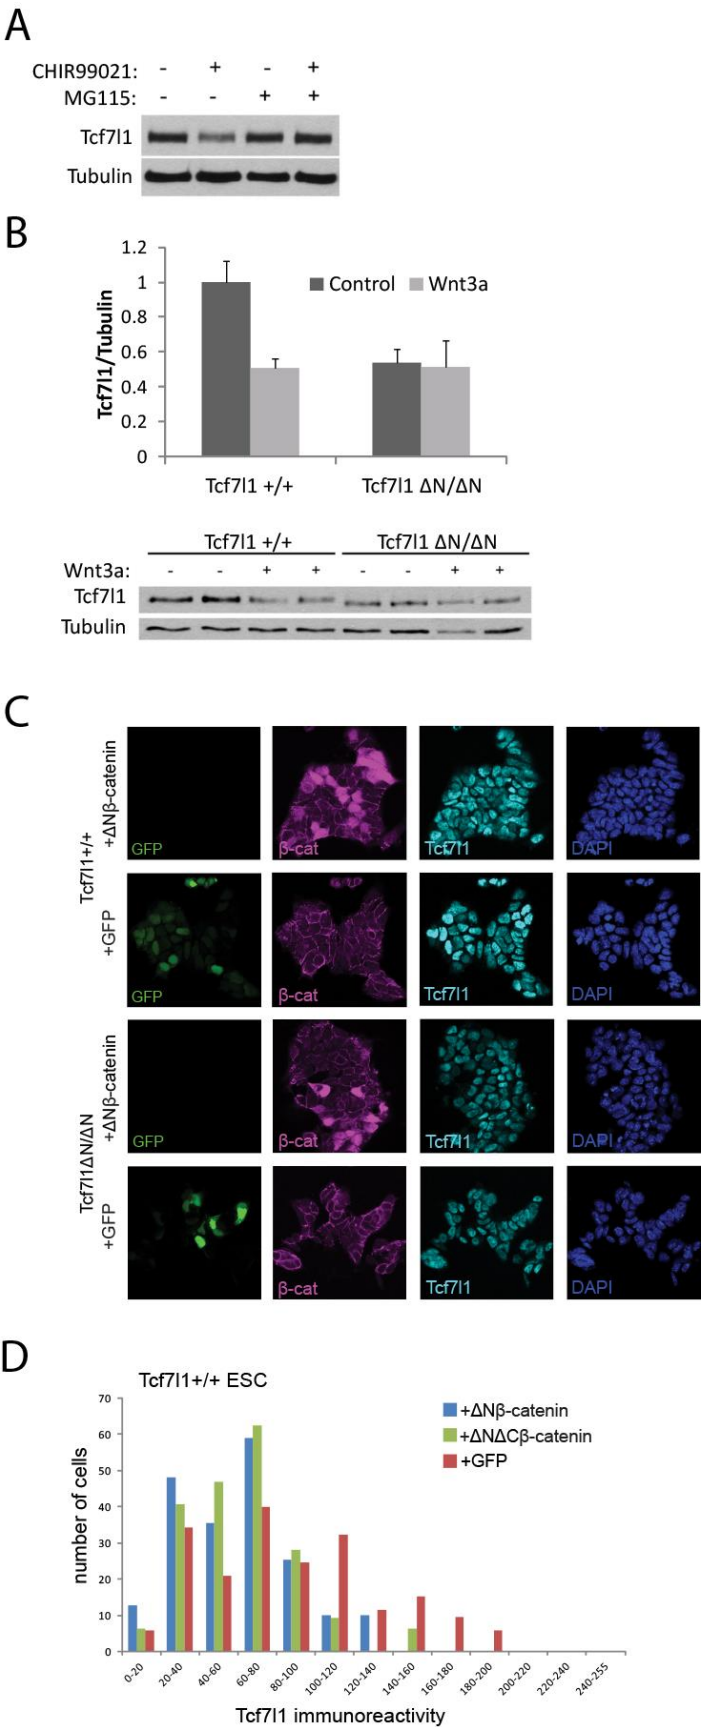 A
CHIR99021: - + - +
MG115: - - + +
Tcf7l1
Tubulin
B
1.2
1
0.8
0.6
0.4
0.2
0
Tcf7l1/Tubulin
Control Wnt3a
Tcf7l1 +/+ Tcf7l1 ΔN/ΔN
Tcf7l1 +/+ Tcf7l1 ΔN/ΔN
Wnt3a: - - + + - - + +
Tcf7l1
Tubulin
C
Tcf7l1+/+
+ΔNβ-catenin
GFP β-cat Tcf7l1 DAPI
+GFP
GFP β-cat Tcf7l1 DAPI
Tcf7l1ΔN/ΔN
+ΔNβ-catenin
GFP β-cat Tcf7l1 DAPI
+GFP
β-cat Tcf7l1 DAPI
D
Tcf7l1+/+ ESC
70
60
50
40
30
20
10
0
number of cells
+ΔNβ-catenin
+ΔNΔCβ-catenin
+GFP
0-20 20-40 40-60 60-80 80-100 100-120 120-140 140-160 160-180 180-200 200-220 220-240 240-255
Tcf7l1 immunoreactivity